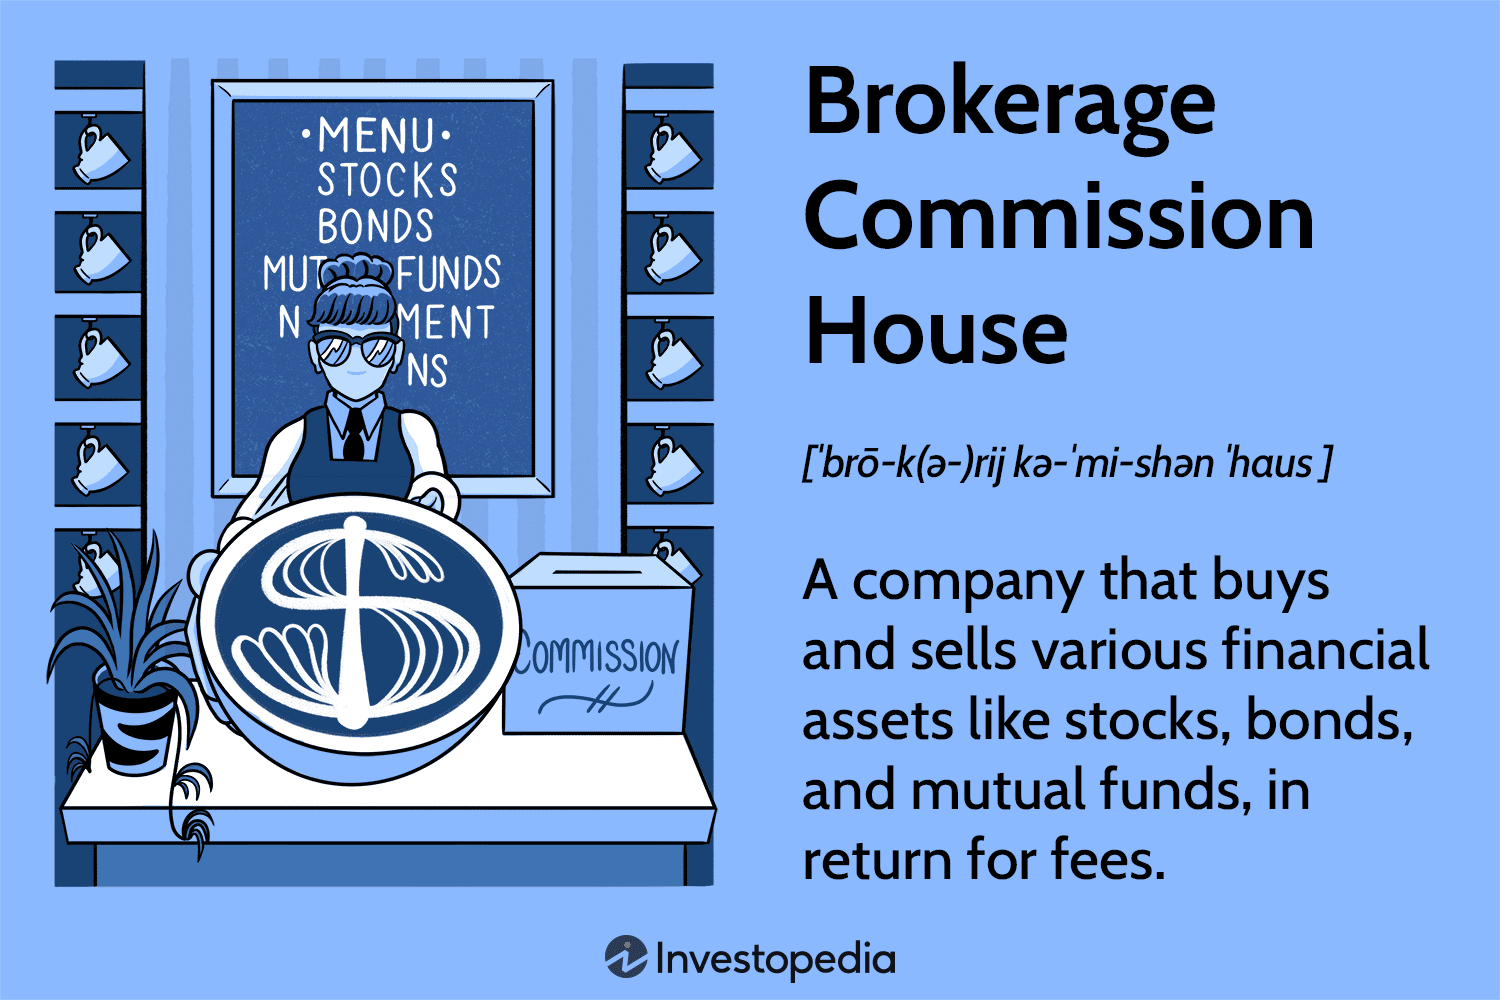 •MENU•
STOCKS
BONDS
FUNDS
MENT
NS
COMMISSION
Brokerage
Commission
House
[ˈbrō-k(ə-)rij kə-ˈmi-shən ˈhaus ]
A company that buys
and sells various financial
assets like stocks, bonds,
and mutual funds, in
return for fees.
Investopedia